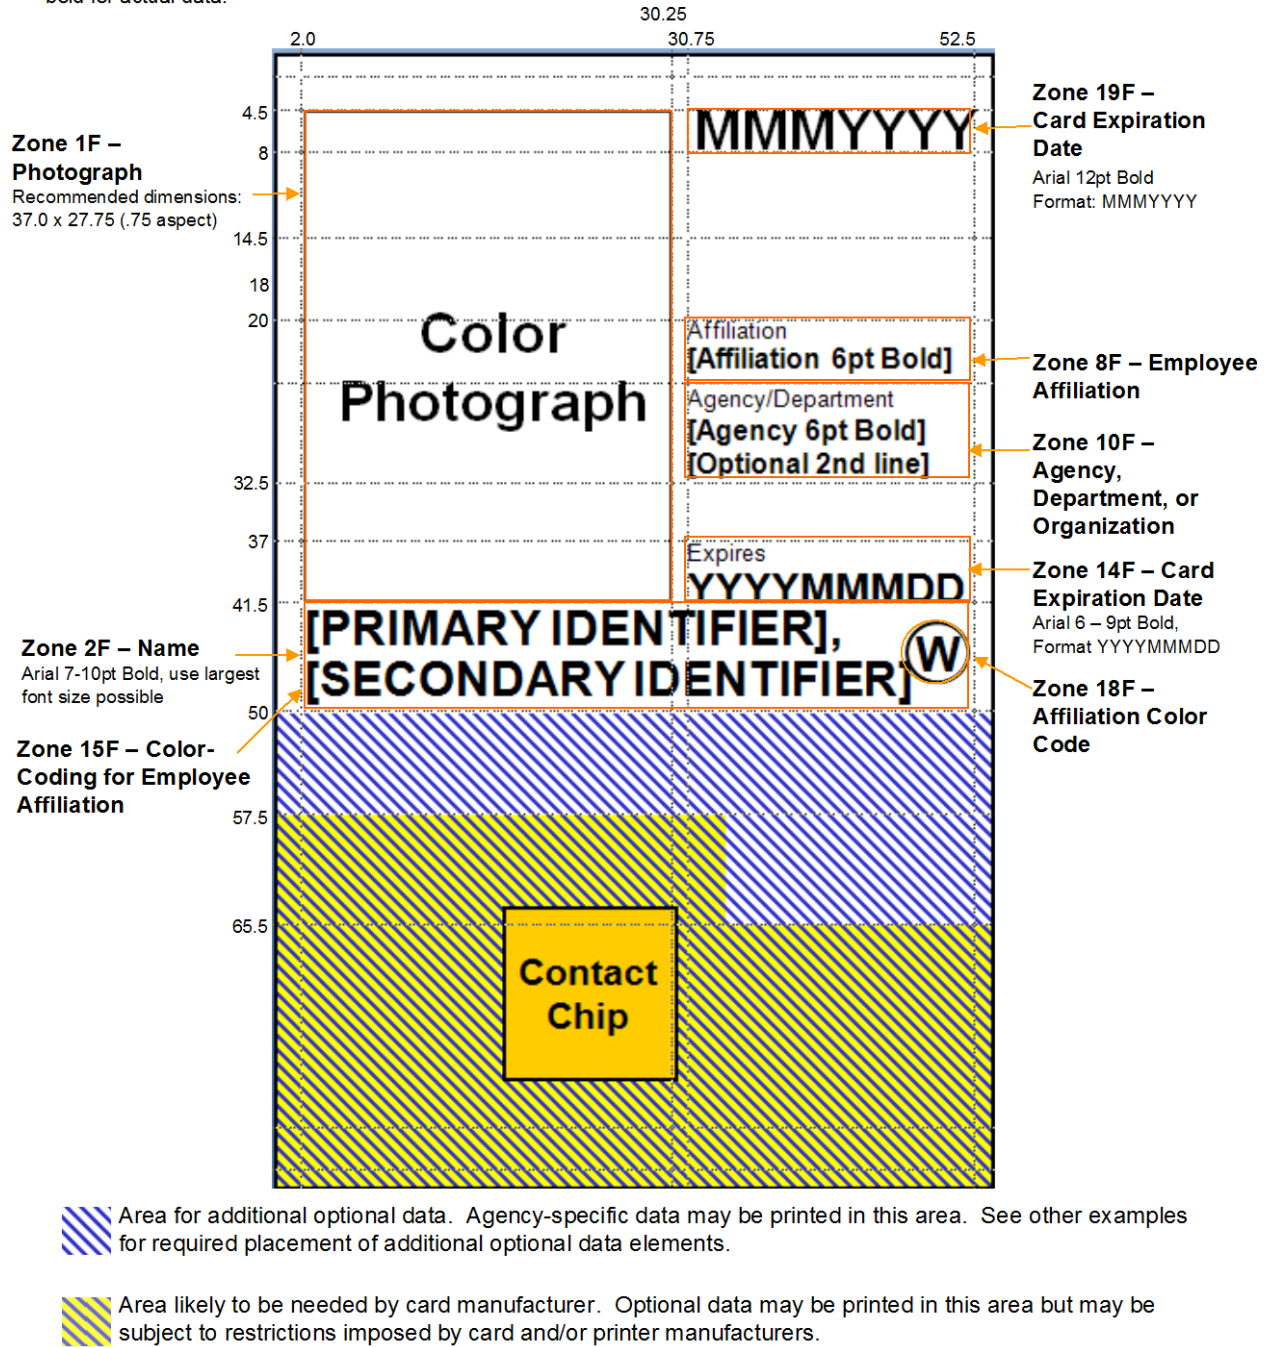 bold for actual data.
30.25
2.0 30.75 52.5
4.5
8
14.5
18
20
32.5
37
41.5
50
57.5
65.5
Zone 1F –
Photograph
Recommended dimensions:
37.0 x 27.75 (.75 aspect)
Zone 2F – Name
Arial 7-10pt Bold, use largest
font size possible
Zone 15F – Color-
Coding for Employee
Affiliation
Color
Photograph
MMMYYYY
Affiliation
[Affiliation 6pt Bold]
Agency/Department
[Agency 6pt Bold]
[Optional 2nd line]
Expires
YYYYMMMDD
[PRIMARY IDENTIFIER],
[SECONDARY IDENTIFIER]
W
Contact
Chip
Zone 19F –
Card Expiration
Date
Arial 12pt Bold
Format: MMMYYYY
Zone 8F – Employee
Affiliation
Zone 10F –
Agency,
Department, or
Organization
Zone 14F – Card
Expiration Date
Arial 6 – 9pt Bold,
Format YYYYMMMDD
Zone 18F –
Affiliation Color
Code
Area for additional optional data. Agency-specific data may be printed in this area. See other examples
for required placement of additional optional data elements.
Area likely to be needed by card manufacturer. Optional data may be printed in this area but may be
subject to restrictions imposed by card and/or printer manufacturers.